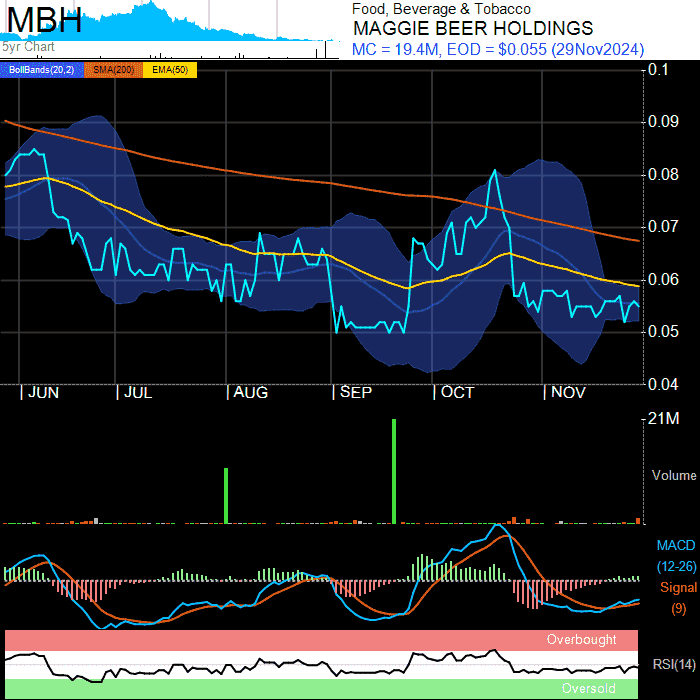 MBH
5yr Chart
Food, Beverage & Tobacco
MAGGIE BEER HOLDINGS
MC = 19.4M, EOD = $0.055 (29Nov2024)
BollBands(20,2) SMA(200) EMA(50)
0.1
0.09
0.08
0.07
0.06
0.05
0.04
JUN JUL AUG SEP OCT NOV
21M
Volume
MACD
(12-26)
Signal
(9)
Overbought
RSI(14)
Oversold